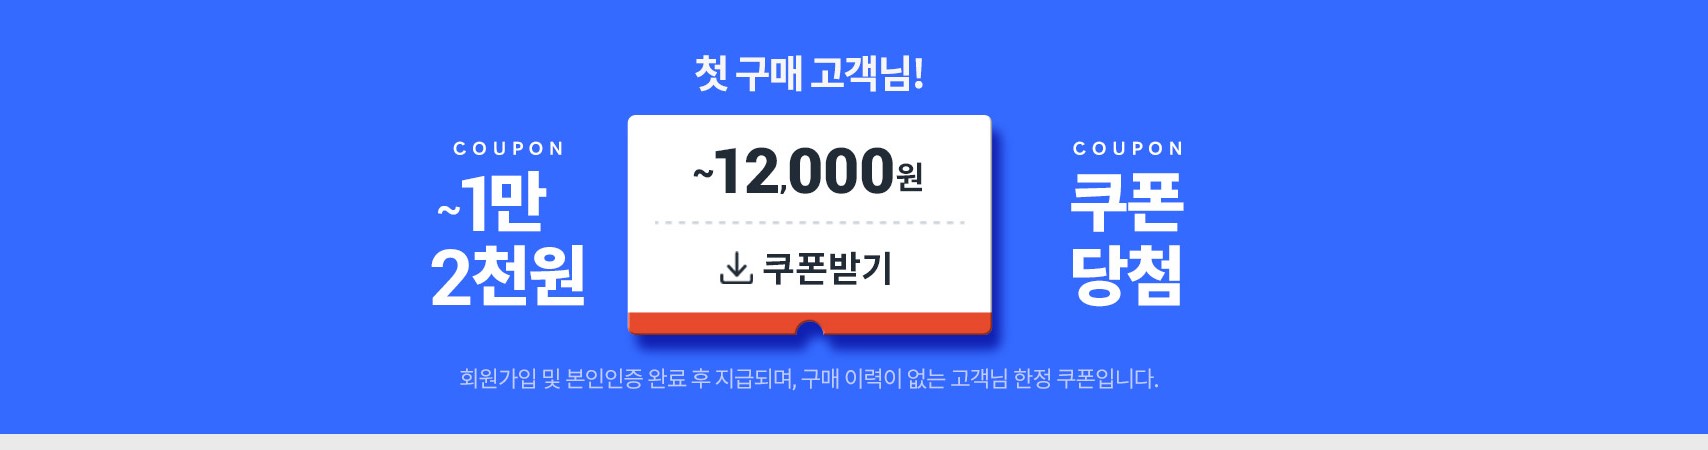 첫 구매 고객님!
COUPON
~1만
2천원
~12,000원
쿠폰받기
COUPON
쿠폰
당첨
회원가입 및 본인인증 완료 후 지급되며, 구매 이력이 없는 고객님 한정 쿠폰입니다.